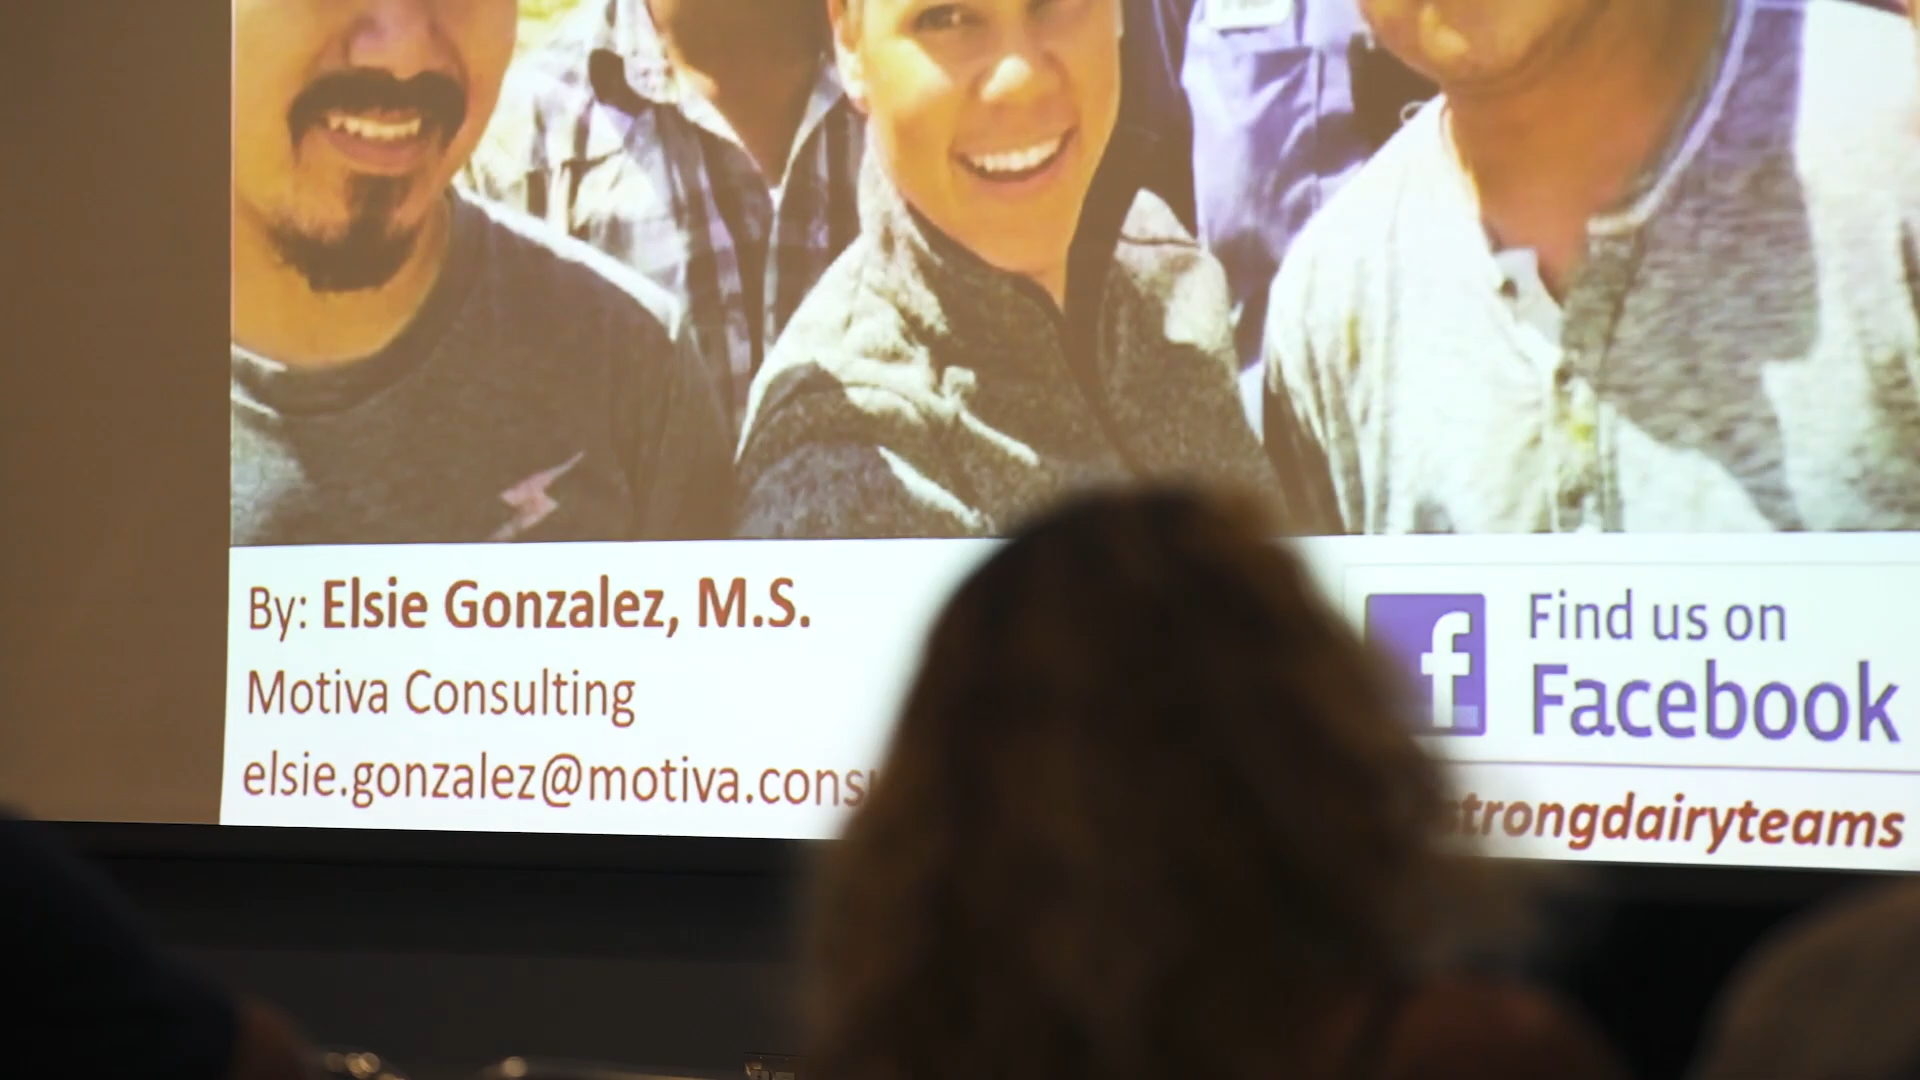 By: Elsie Gonzalez, M.S.
Motiva Consulting
elsie.gonzalez@motiva.cons
f Find us on
Facebook
strongdairyteams